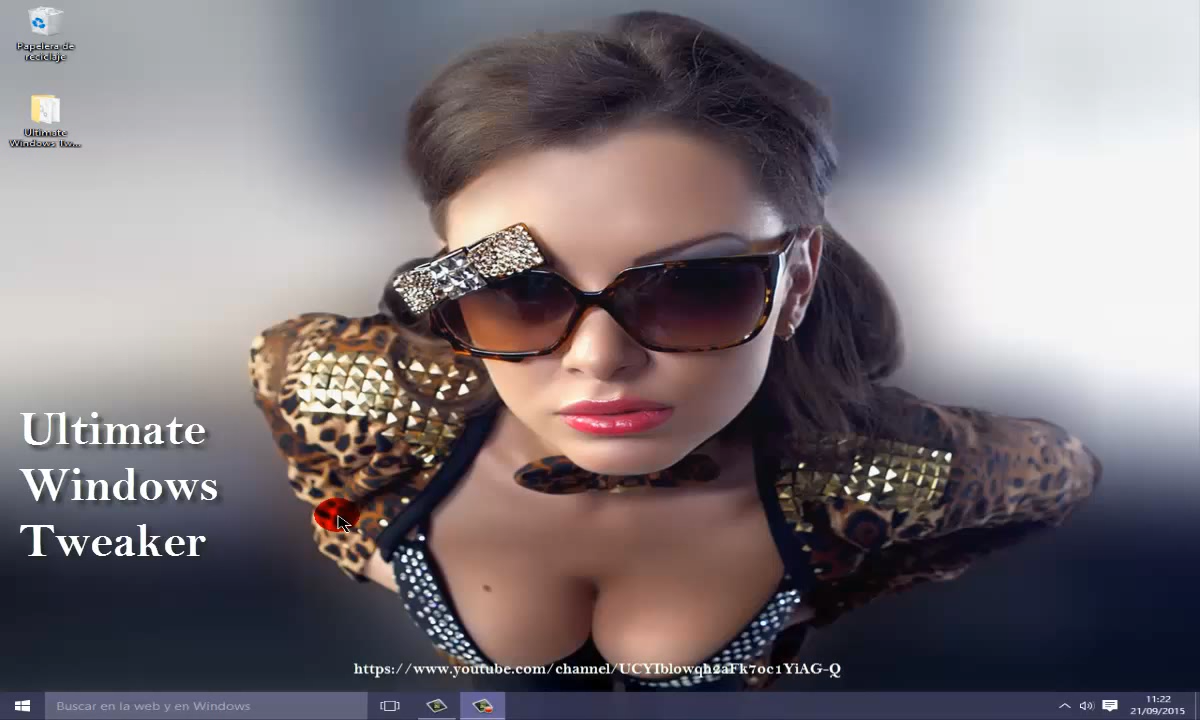 Papelera de
reciclaje
Ultimate
Windows Tw...
Ultimate
Windows
Tweaker
https://www.youtube.com/channel/UCYIblowqh2aFk7oc1YiAG-Q
Buscar en la web y en Windows
11:22
21/09/2015